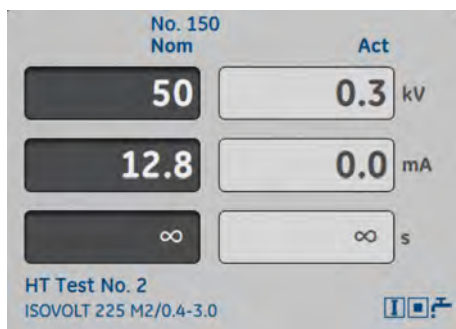 No. 150
Nom Act
50 0.3 kV
12.8 0.0 mA
∞ ∞ s
HT Test No. 2
ISOVOLT 225 M2/0.4-3.0